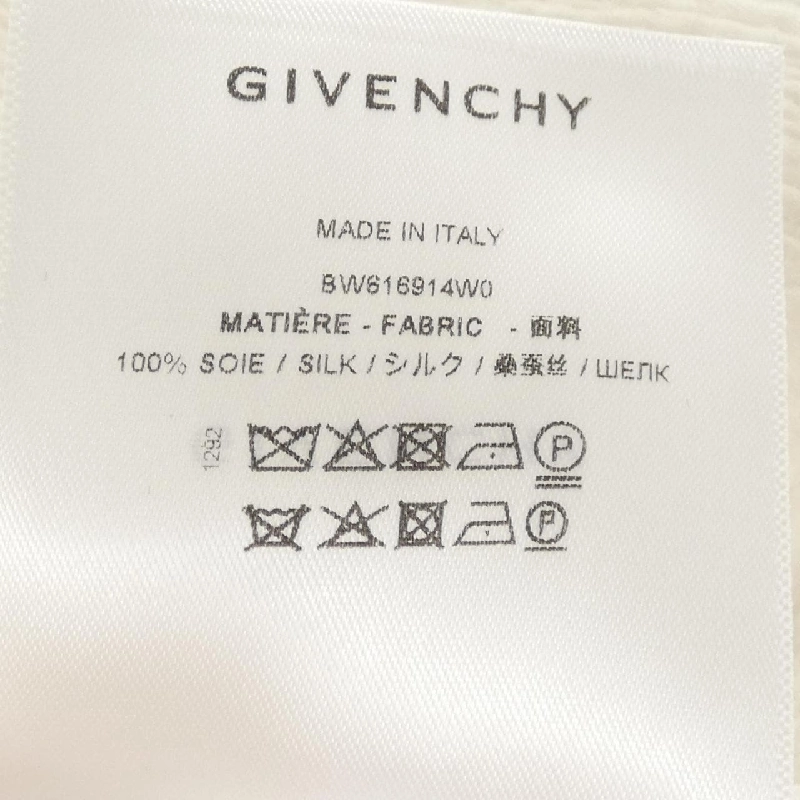 GIVENCHY
MADE IN ITALY
BW616914W0
MATIÈRE - FABRIC - 面料
100% SOIE / SILK / シルク / 桑蚕丝 / ШЕЛК
1292
P
P